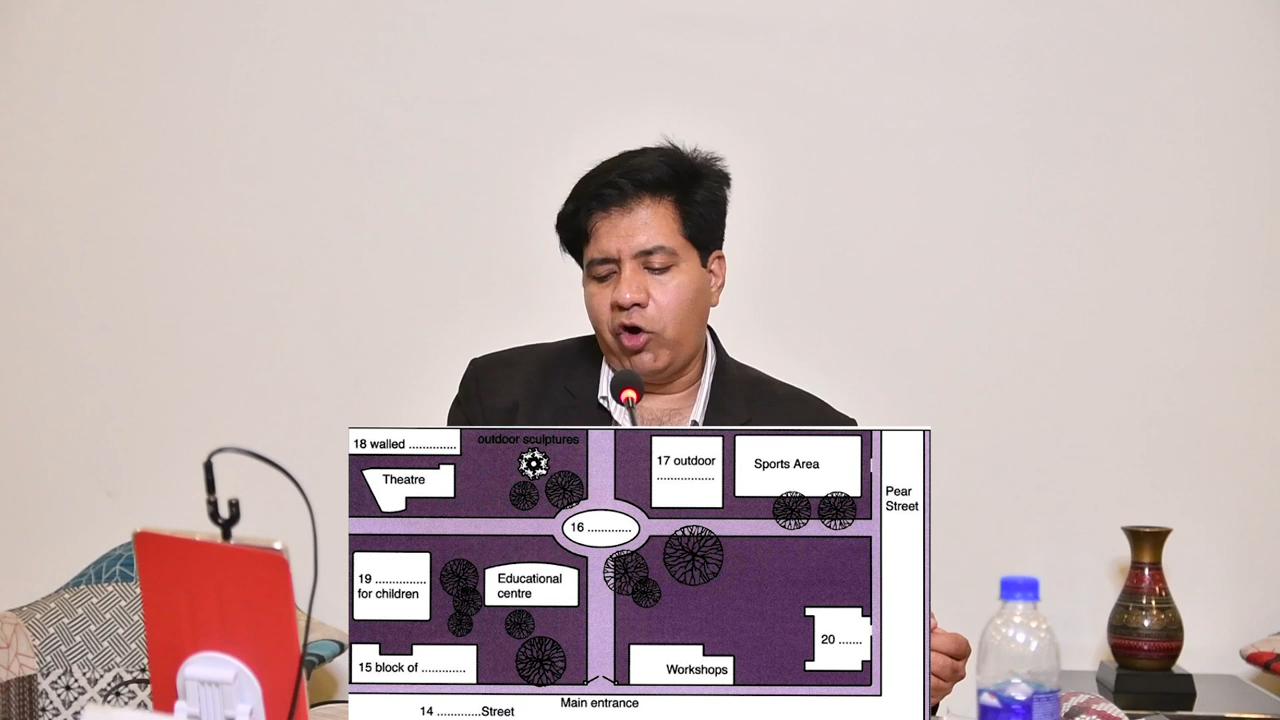 18 walled ..............
outdoor sculptures
Theatre
17 outdoor
.................
Sports Area
Pear
Street
16 .............
19 ...............
for children
Educational
centre
20 .......
15 block of .............
Workshops
Main entrance
14 .............Street